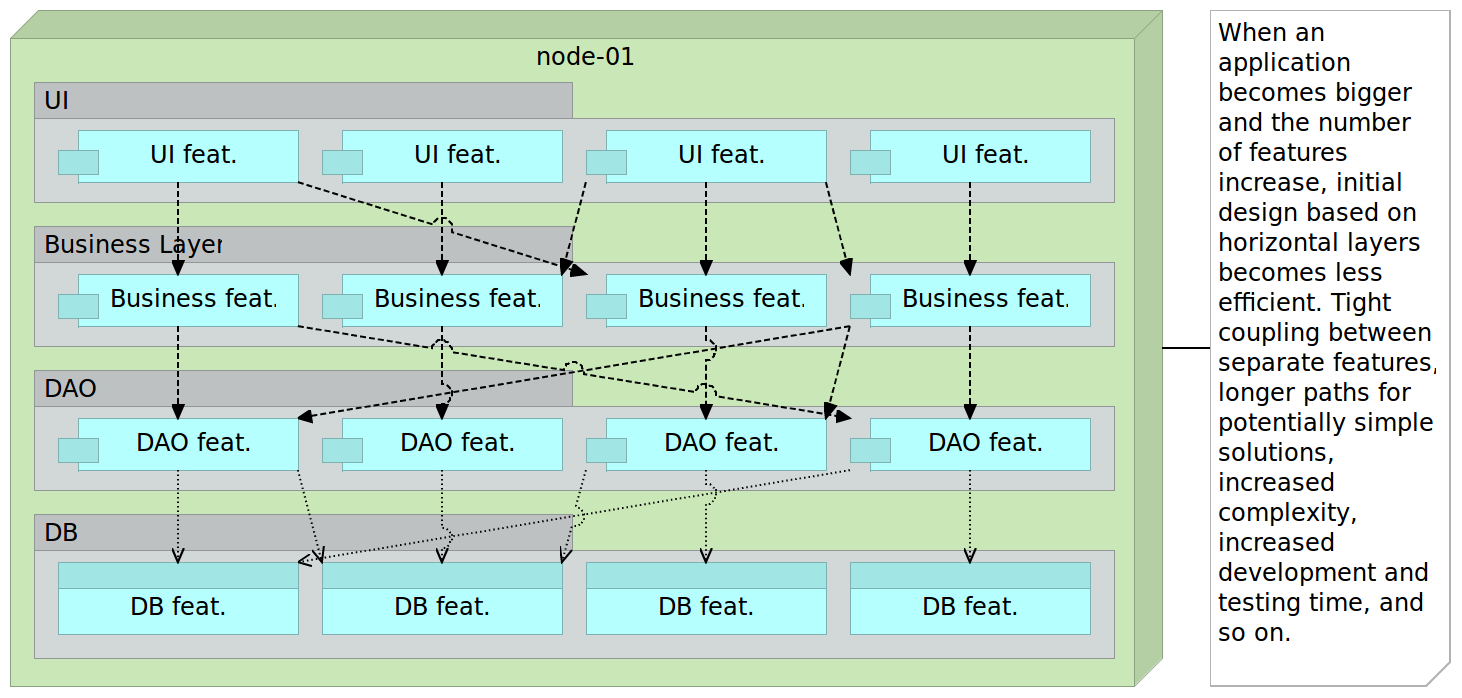 node-01
UI
UI feat.
UI feat.
UI feat.
UI feat.
Business Layer
Business feat.
Business feat.
Business feat.
Business feat.
DAO
DAO feat.
DAO feat.
DAO feat.
DAO feat.
DB
DB feat.
DB feat.
DB feat.
DB feat.
When an
application
becomes bigger
and the number
of features
increase, initial
design based on
horizontal layers
becomes less
efficient. Tight
coupling between
separate features,
longer paths for
potentially simple
solutions,
increased
complexity,
increased
development and
testing time, and
so on.